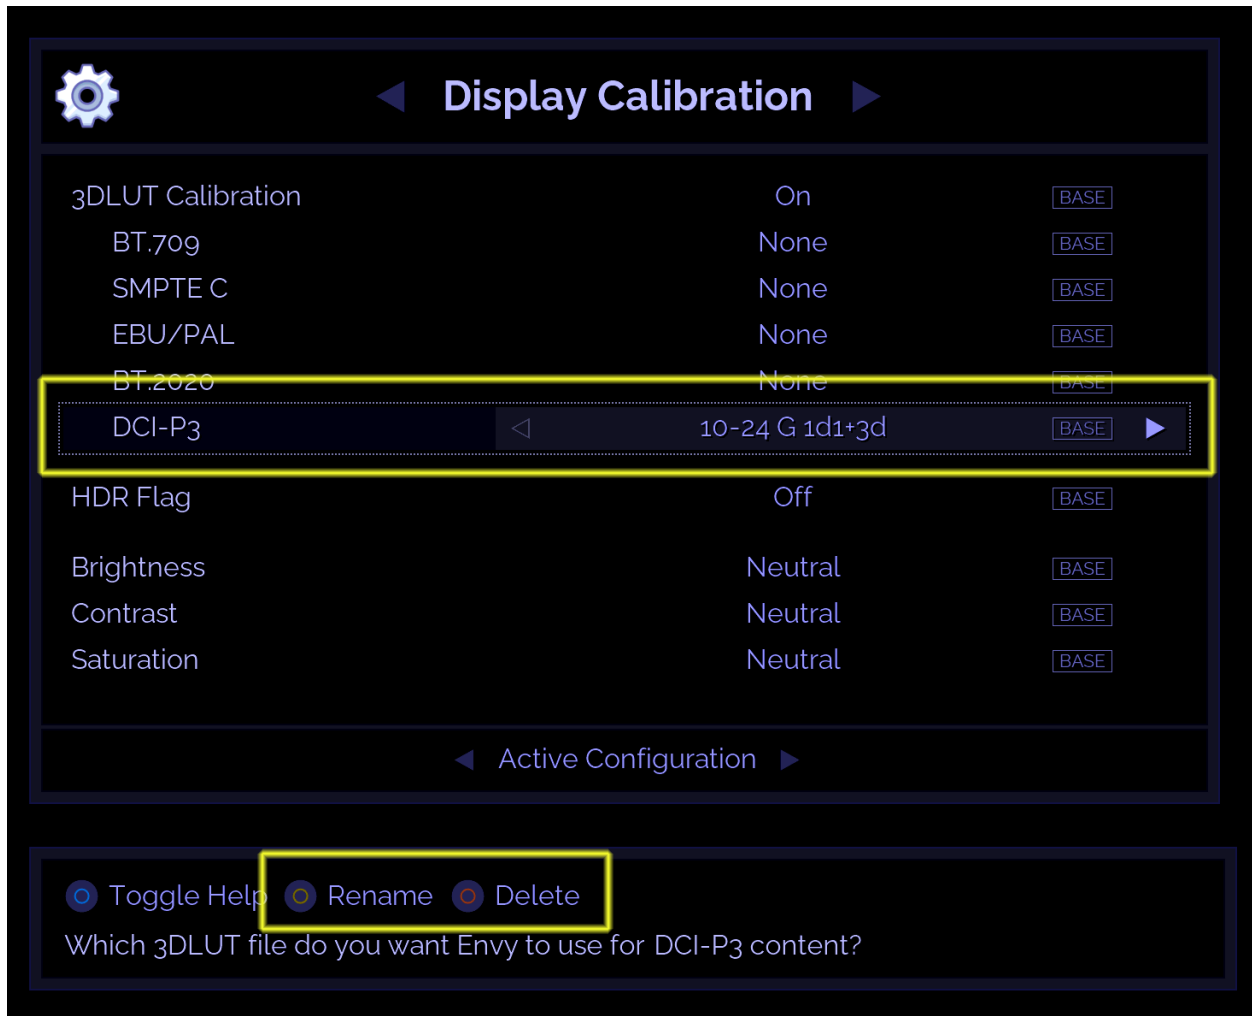 Display Calibration
3DLUT Calibration On BASE
BT.709 None BASE
SMPTE C None BASE
EBU/PAL None BASE
BT.2020 None BASE
DCI-P3 10-24 G 1d1+3d BASE
HDR Flag Off BASE
Brightness Neutral BASE
Contrast Neutral BASE
Saturation Neutral BASE
Active Configuration
Toggle Help Rename Delete
Which 3DLUT file do you want Envy to use for DCI-P3 content?